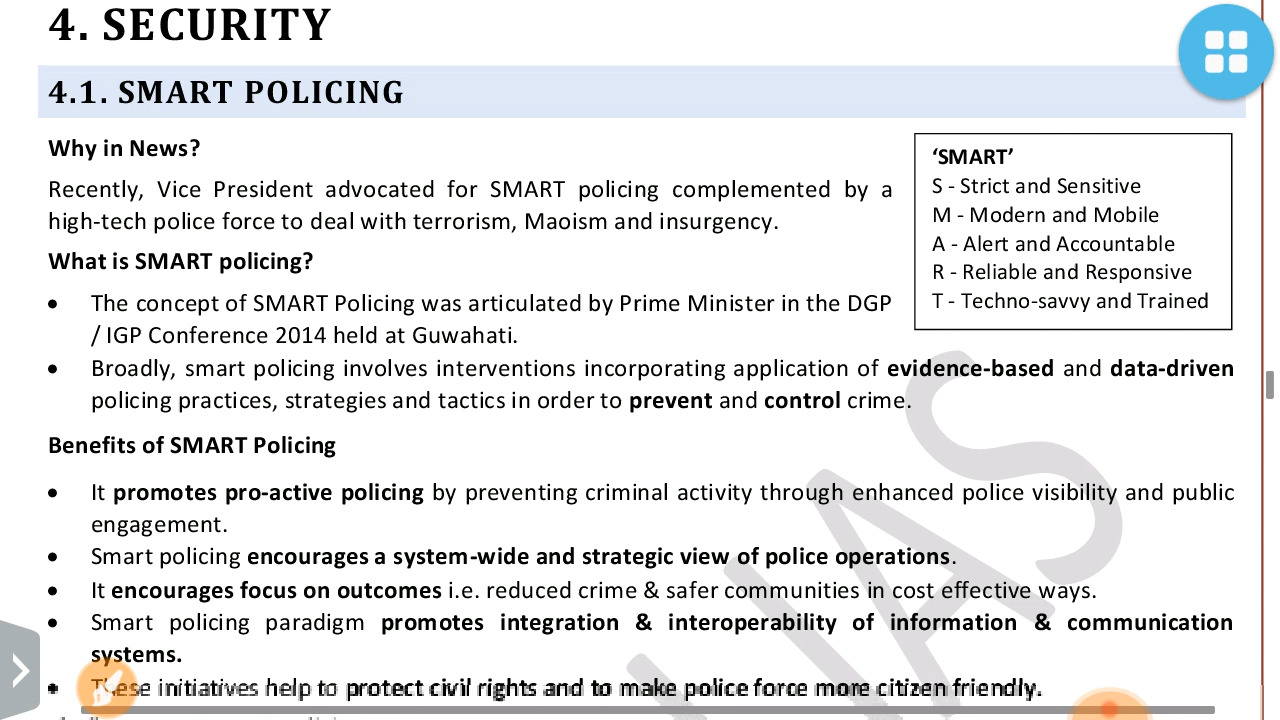 4. SECURITY
4.1. SMART POLICING
Why in News?
Recently, Vice President advocated for SMART policing complemented by a
high-tech police force to deal with terrorism, Maoism and insurgency.
What is SMART policing?
• The concept of SMART Policing was articulated by Prime Minister in the DGP
/ IGP Conference 2014 held at Guwahati.
‘SMART’
S - Strict and Sensitive
M - Modern and Mobile
A - Alert and Accountable
R - Reliable and Responsive
T - Techno-savvy and Trained
• Broadly, smart policing involves interventions incorporating application of evidence-based and data-driven
policing practices, strategies and tactics in order to prevent and control crime.
Benefits of SMART Policing
• It promotes pro-active policing by preventing criminal activity through enhanced police visibility and public
engagement.
• Smart policing encourages a system-wide and strategic view of police operations.
• It encourages focus on outcomes i.e. reduced crime & safer communities in cost effective ways.
• Smart policing paradigm promotes integration & interoperability of information & communication
systems.
• These initiatives help to protect civil rights and to make police force more citizen friendly.
IAS